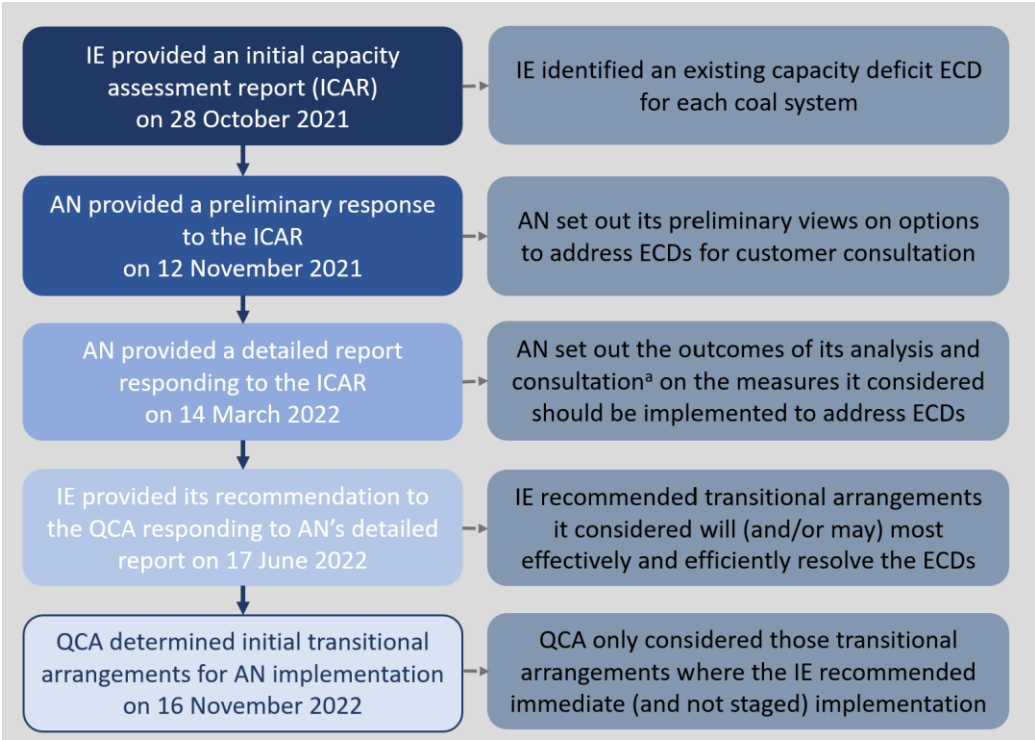 IE provided an initial capacity
assessment report (ICAR)
on 28 October 2021
IE identified an existing capacity deficit ECD
for each coal system
AN provided a preliminary response
to the ICAR
on 12 November 2021
AN set out its preliminary views on options
to address ECDs for customer consultation
AN provided a detailed report
responding to the ICAR
on 14 March 2022
AN set out the outcomes of its analysis and
consultationᵃ on the measures it considered
should be implemented to address ECDs
IE provided its recommendation to
the QCA responding to AN’s detailed
report on 17 June 2022
IE recommended transitional arrangements
it considered will (and/or may) most
effectively and efficiently resolve the ECDs
QCA determined initial transitional
arrangements for AN implementation
on 16 November 2022
QCA only considered those transitional
arrangements where the IE recommended
immediate (and not staged) implementation